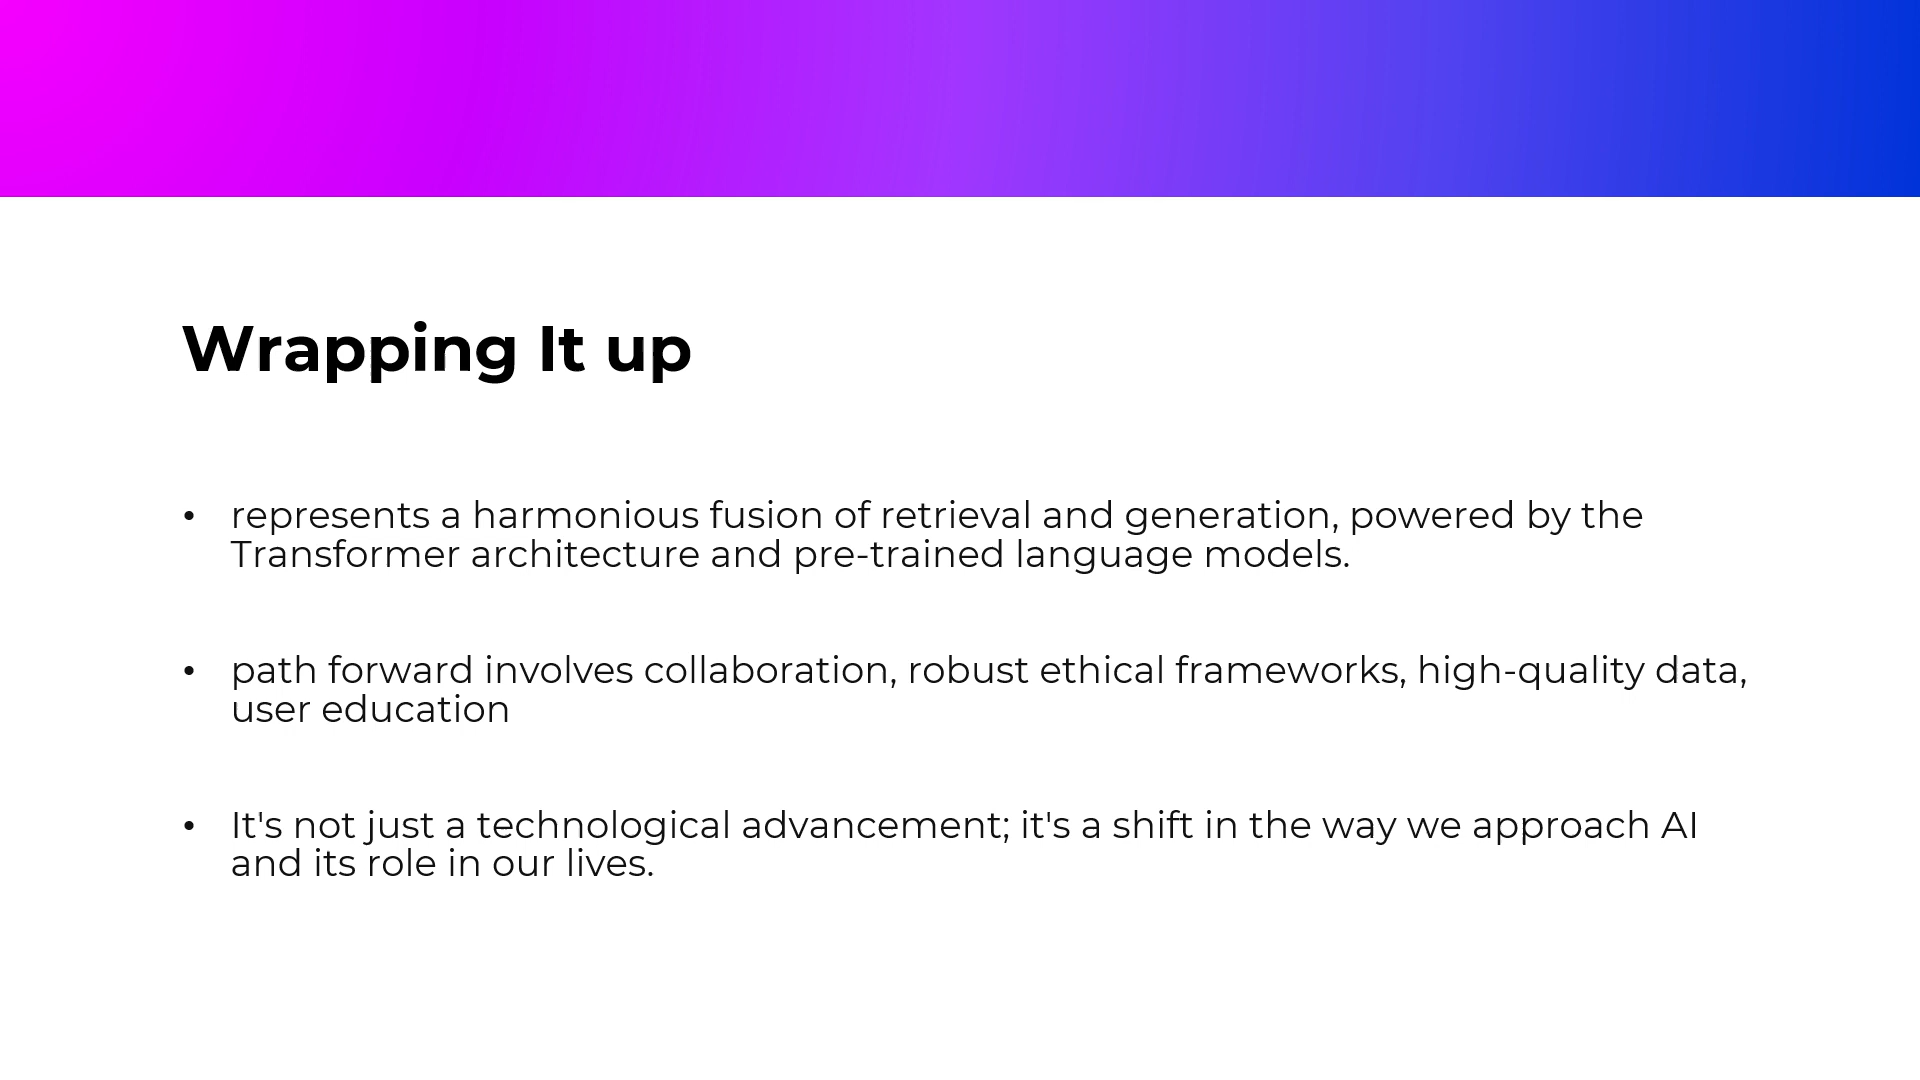 Wrapping It up
• represents a harmonious fusion of retrieval and generation, powered by the
Transformer architecture and pre-trained language models.
• path forward involves collaboration, robust ethical frameworks, high-quality data,
user education
• It's not just a technological advancement; it's a shift in the way we approach AI
and its role in our lives.